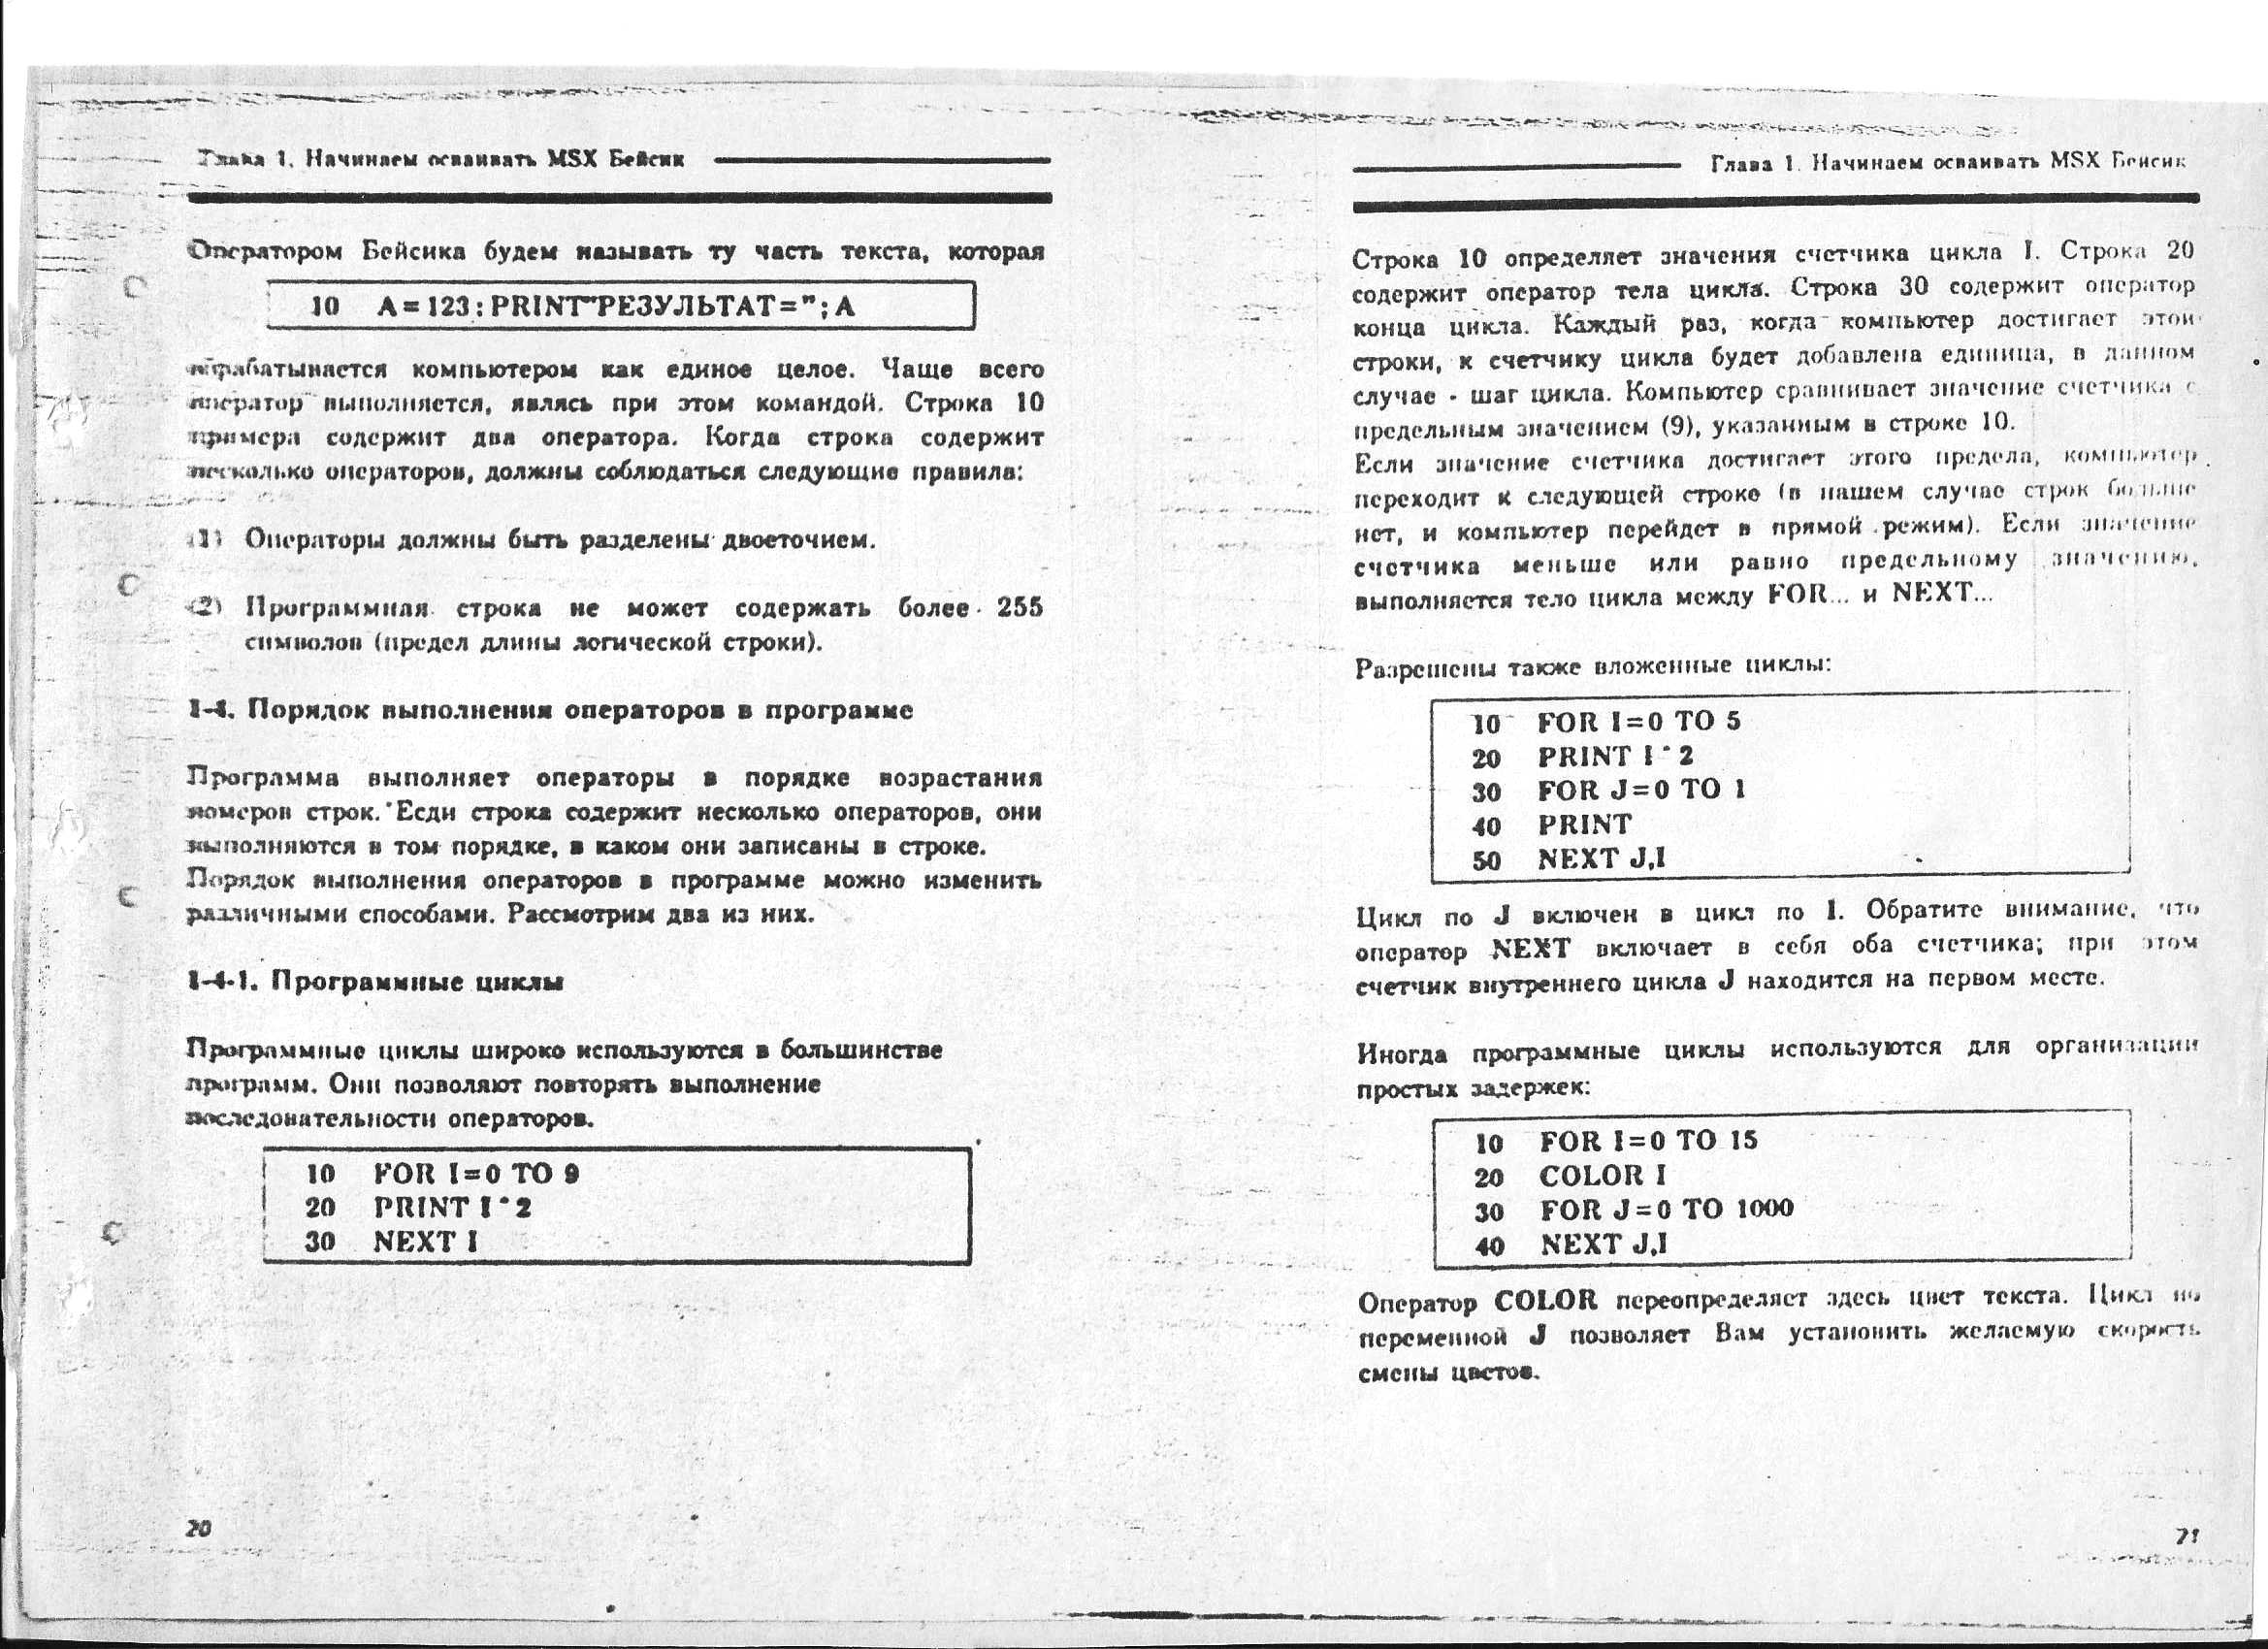 Глава 1. Начинаем осваивать MSX Бейсик
Оператором Бейсика будем называть ту часть текста, которая
10 A=123:PRINT"РЕЗУЛЬТАТ=";A
обрабатывается компьютером как единое целое. Чаще всего
оператор выполняется, являсь при этом командой. Строка 10
примера содержит два оператора. Когда строка содержит
несколько операторов, должны соблюдаться следующие правила:
(1) Операторы должны быть разделены двоеточием.
(2) Программная строка не может содержать более 255
символов (предел длины логической строки).
1-4. Порядок выполнения операторов в программе
Программа выполняет операторы в порядке возрастания
номеров строк. Если строка содержит несколько операторов, они
выполняются в том порядке, в каком они записаны в строке.
Порядок выполнения операторов в программе можно изменить
различными способами. Рассмотрим два из них.
1-4-1. Программные циклы
Программные циклы широко используются в большинстве
программ. Они позволяют повторять выполнение
последовательности операторов.
10 FOR I=0 TO 9
20 PRINT I^2
30 NEXT I
20
Глава 1. Начинаем осваивать MSX Бейсик
Строка 10 определяет значения счетчика цикла I. Строка 20
содержит оператор тела цикла. Строка 30 содержит оператор
конца цикла. Каждый раз, когда компьютер достигает этой
строки, к счетчику цикла будет добавлена единица, в данном
случае - шаг цикла. Компьютер сравнивает значение счетчика с
предельным значением (9), указанным в строке 10.
Если значение счетчика достигает этого предела, компьютер
переходит к следующей строке (в нашем случае строк больше
нет, и компьютер перейдет в прямой режим). Если значение
счетчика меньше или равно предельному значению,
выполняется тело цикла между FOR... и NEXT...
Разрешены также вложенные циклы:
10 FOR I=0 TO 5
20 PRINT I^2
30 FOR J=0 TO 1
40 PRINT
50 NEXT J,I
Цикл по J включен в цикл по I. Обратите внимание, что
оператор NEXT включает в себя оба счетчика; при этом
счетчик внутреннего цикла J находится на первом месте.
Иногда программные циклы используются для организации
простых задержек:
10 FOR I=0 TO 15
20 COLOR I
30 FOR J=0 TO 1000
40 NEXT J,I
Оператор COLOR переопределяет здесь цвет текста. Цикл по
переменной J позволяет Вам установить желаемую скорость
смены цветов.
21